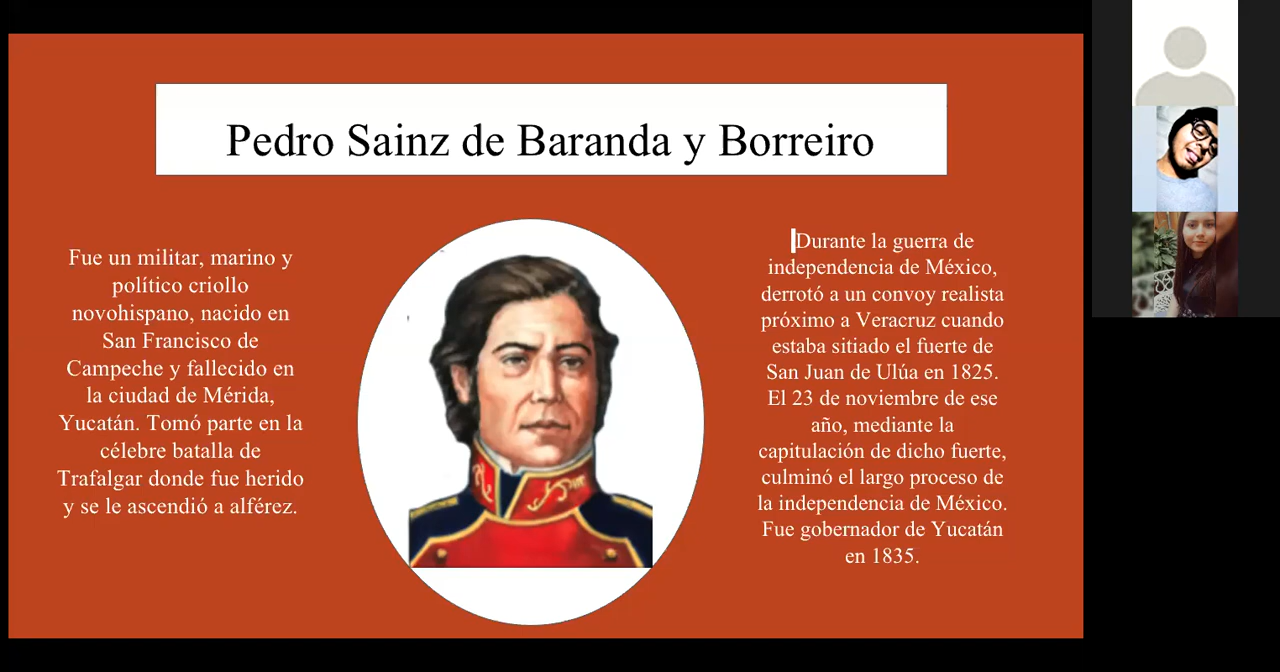 Pedro Sainz de Baranda y Borreiro
Fue un militar, marino y
político criollo
novohispano, nacido en
San Francisco de
Campeche y fallecido en
la ciudad de Mérida,
Yucatán. Tomó parte en la
célebre batalla de
Trafalgar donde fue herido
y se le ascendió a alférez.
Durante la guerra de
independencia de México,
derrotó a un convoy realista
próximo a Veracruz cuando
estaba sitiado el fuerte de
San Juan de Ulúa en 1825.
El 23 de noviembre de ese
año, mediante la
capitulación de dicho fuerte,
culminó el largo proceso de
la independencia de México.
Fue gobernador de Yucatán
en 1835.